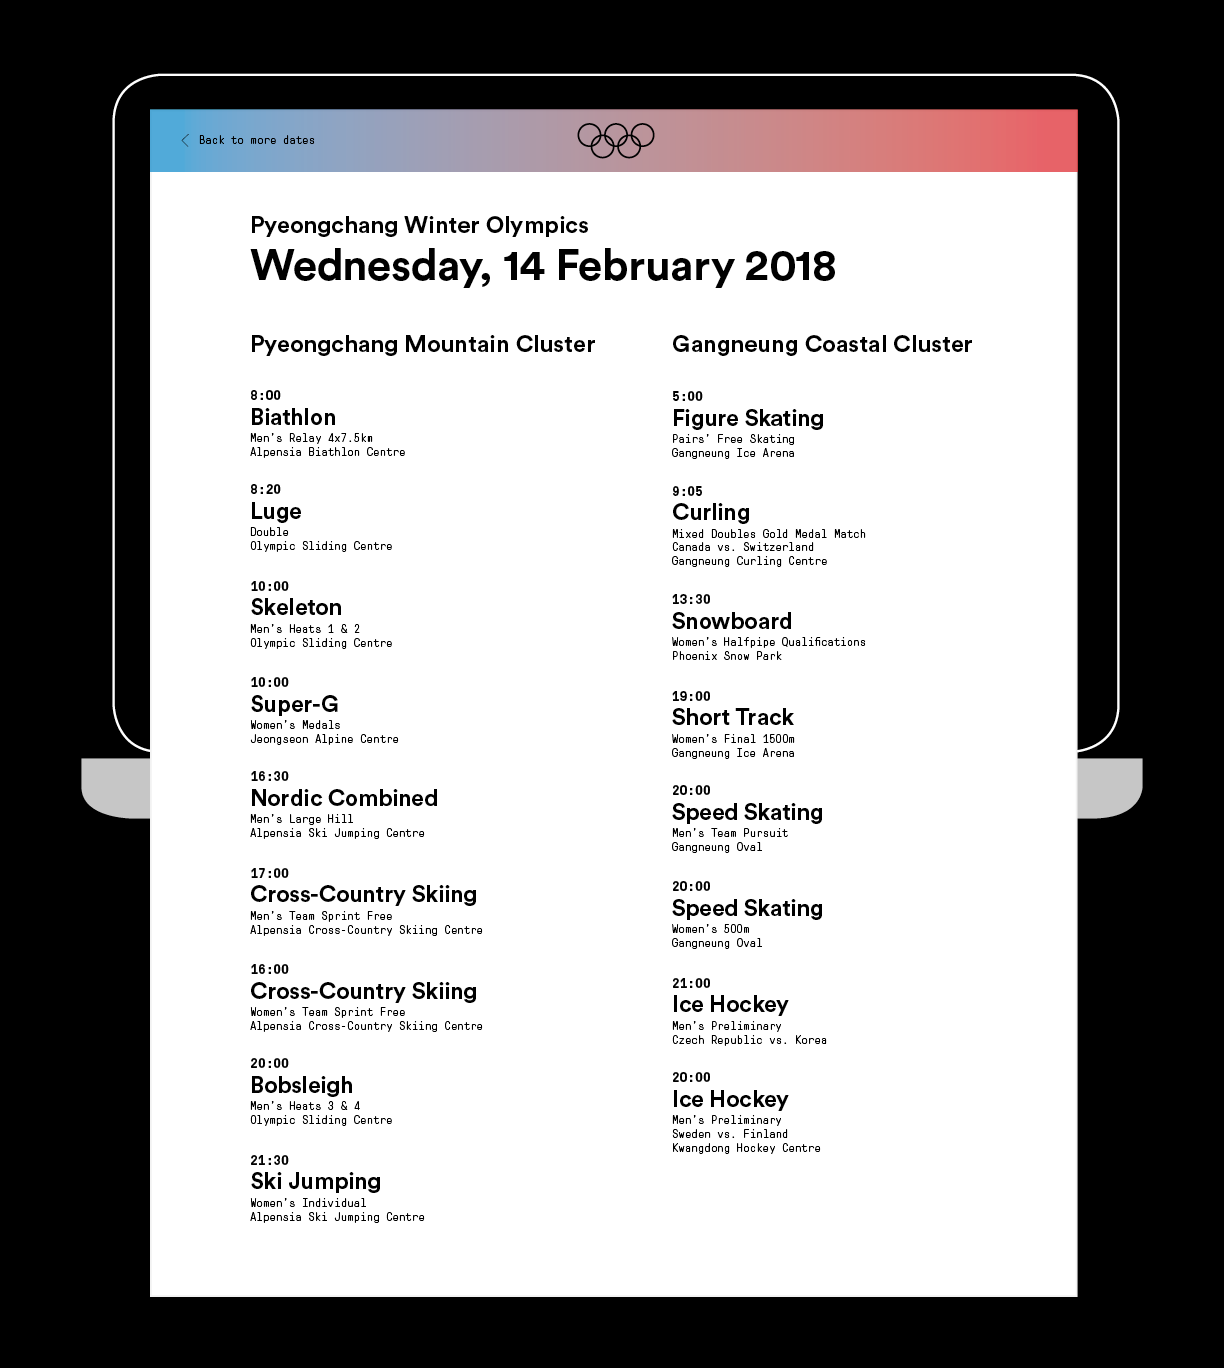 Back to more dates
Pyeongchang Winter Olympics
Wednesday, 14 February 2018
Pyeongchang Mountain Cluster
8:00
Biathlon
Men's Relay 4x7.5km
Alpensia Biathlon Centre
8:20
Luge
Double
Olympic Sliding Centre
10:00
Skeleton
Men's Heats 1 & 2
Olympic Sliding Centre
10:00
Super-G
Women's Medals
Jeongseon Alpine Centre
16:30
Nordic Combined
Men's Large Hill
Alpensia Ski Jumping Centre
17:00
Cross-Country Skiing
Men's Team Sprint Free
Alpensia Cross-Country Skiing Centre
16:00
Cross-Country Skiing
Women's Team Sprint Free
Alpensia Cross-Country Skiing Centre
20:00
Bobsleigh
Men's Heats 3 & 4
Olympic Sliding Centre
21:30
Ski Jumping
Women's Individual
Alpensia Ski Jumping Centre
Gangneung Coastal Cluster
5:00
Figure Skating
Pairs' Free Skating
Gangneung Ice Arena
9:05
Curling
Mixed Doubles Gold Medal Match
Canada vs. Switzerland
Gangneung Curling Centre
13:30
Snowboard
Women's Halfpipe Qualifications
Phoenix Snow Park
19:00
Short Track
Women's Final 1500m
Gangneung Ice Arena
20:00
Speed Skating
Men's Team Pursuit
Gangneung Oval
20:00
Speed Skating
Women's 500m
Gangneung Oval
21:00
Ice Hockey
Men's Preliminary
Czech Republic vs. Korea
20:00
Ice Hockey
Men's Preliminary
Sweden vs. Finland
Kwangdong Hockey Centre